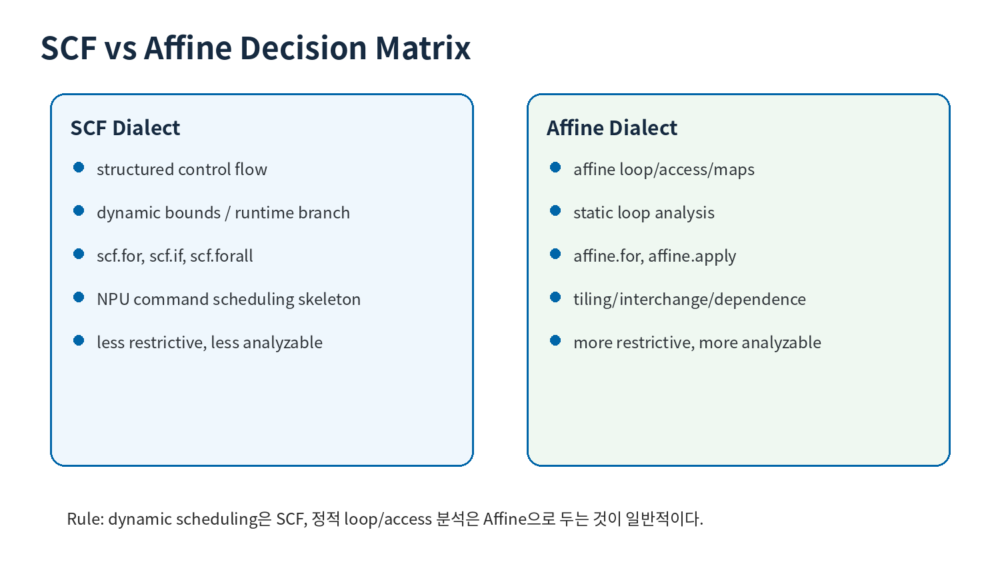 SCF vs Affine Decision Matrix
SCF Dialect
structured control flow
dynamic bounds / runtime branch
scf.for, scf.if, scf.forall
NPU command scheduling skeleton
less restrictive, less analyzable
Affine Dialect
affine loop/access/maps
static loop analysis
affine.for, affine.apply
tiling/interchange/dependence
more restrictive, more analyzable
Rule: dynamic scheduling은 SCF, 정적 loop/access 분석은 Affine으로 두는 것이 일반적이다.